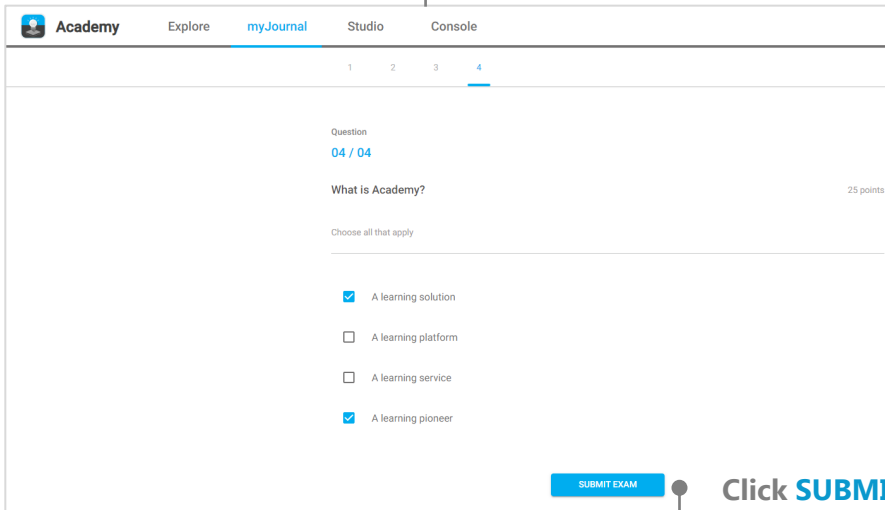 Academy Explore myJournal Studio Console
1 2 3 4
Question
04 / 04
What is Academy? 25 points
Choose all that apply
A learning solution
A learning platform
A learning service
A learning pioneer
SUBMIT EXAM Click